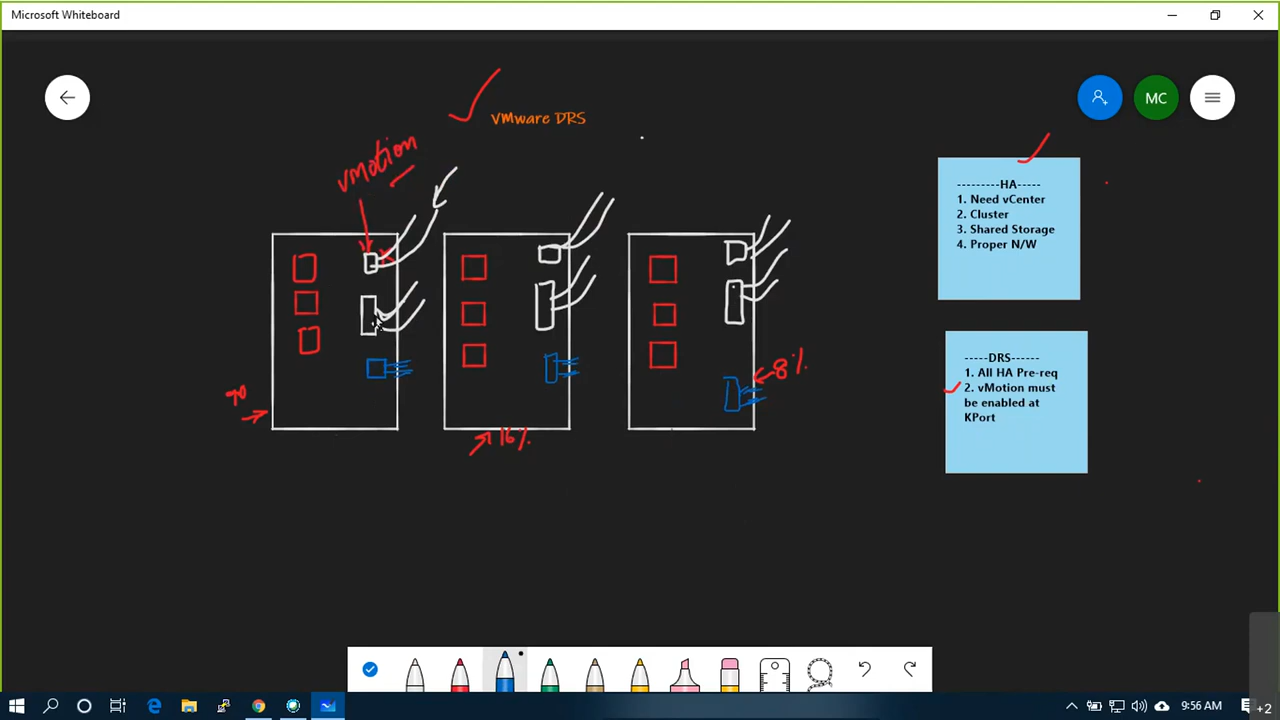 Microsoft Whiteboard
VMware DRS
MC
vmotion
---------HA-----
1. Need vCenter
2. Cluster
3. Shared Storage
4. Proper N/W
-----DRS------
1. All HA Pre-req
2. vMotion must
be enabled at
KPort
8%
16%
9:56 AM
+2